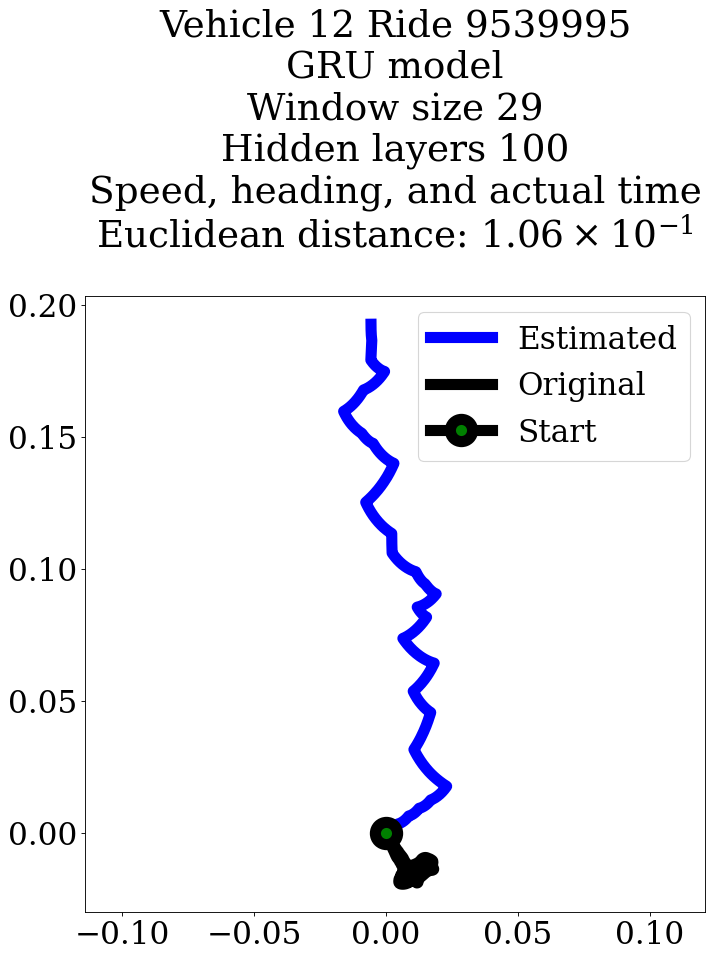 Vehicle 12 Ride 9539995
GRU model
Window size 29
Hidden layers 100
Speed, heading, and actual time
Euclidean distance: 1.06 × 10⁻¹
Estimated
Original
Start
0.20
0.15
0.10
0.05
0.00
−0.10 −0.05 0.00 0.05 0.10